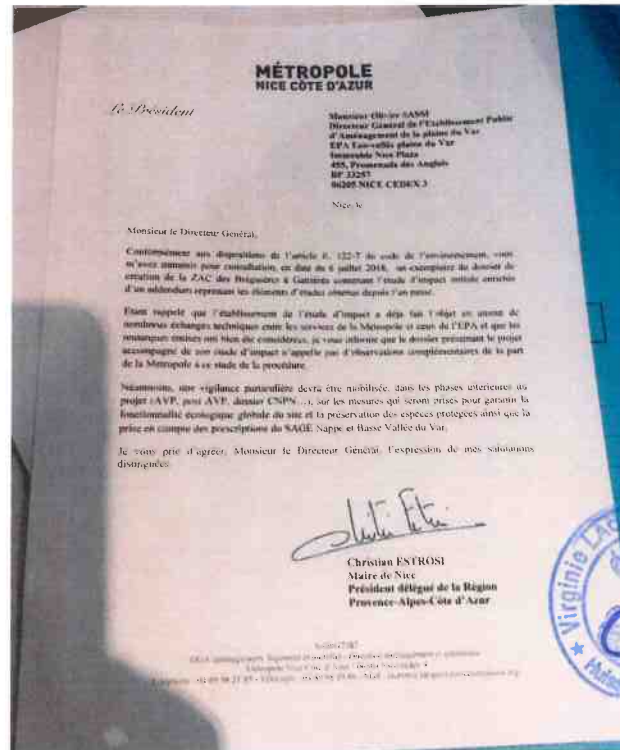 MÉTROPOLE
NICE CÔTE D'AZUR
Le Président
Monsieur Olivier SASSI
Directeur Général de l'Etablissement Public
d'Aménagement de la plaine du Var
EPA Eco-vallée plaine du Var
Immeuble Nice Plaza
455, Promenade des Anglais
BP 33257
06205 NICE CEDEX 3
Nice, le
Monsieur le Directeur Général,
Conformément aux dispositions de l'article R. 122-7 du code de l'environnement, vous
m'avez transmis pour consultation, en date du 6 juillet 2018, un exemplaire du dossier de
création de la ZAC des Bréguières à Gattières contenant l'étude d'impact initiale enrichie
d'un addendum reprenant les éléments d'études obtenus depuis l'an passé.
Etant rappelé que l'établissement de l'étude d'impact a déjà fait l'objet en amont de
nombreux échanges techniques entre les services de la Métropole et ceux de l'EPA et que les
remarques émises ont bien été considérées, je vous informe que le dossier présentant le projet
accompagné de son étude d'impact n'appelle pas d'observations complémentaires de la part
de la Métropole à ce stade de la procédure.
Néanmoins, une vigilance particulière devra être mobilisée, dans les phases ultérieures du
projet (AVP, post AVP, dossier CNPN…), sur les mesures qui seront prises pour garantir la
fonctionnalité écologique globale du site et la préservation des espèces protégées ainsi que la
prise en compte des prescriptions du SAGE Nappe et Basse Vallée du Var.
Je vous prie d'agréer, Monsieur le Directeur Général, l'expression de mes salutations
distinguées.
Christian ESTROSI
Maire de Nice
Président délégué de la Région
Provence-Alpes-Côte d'Azur
Virginie